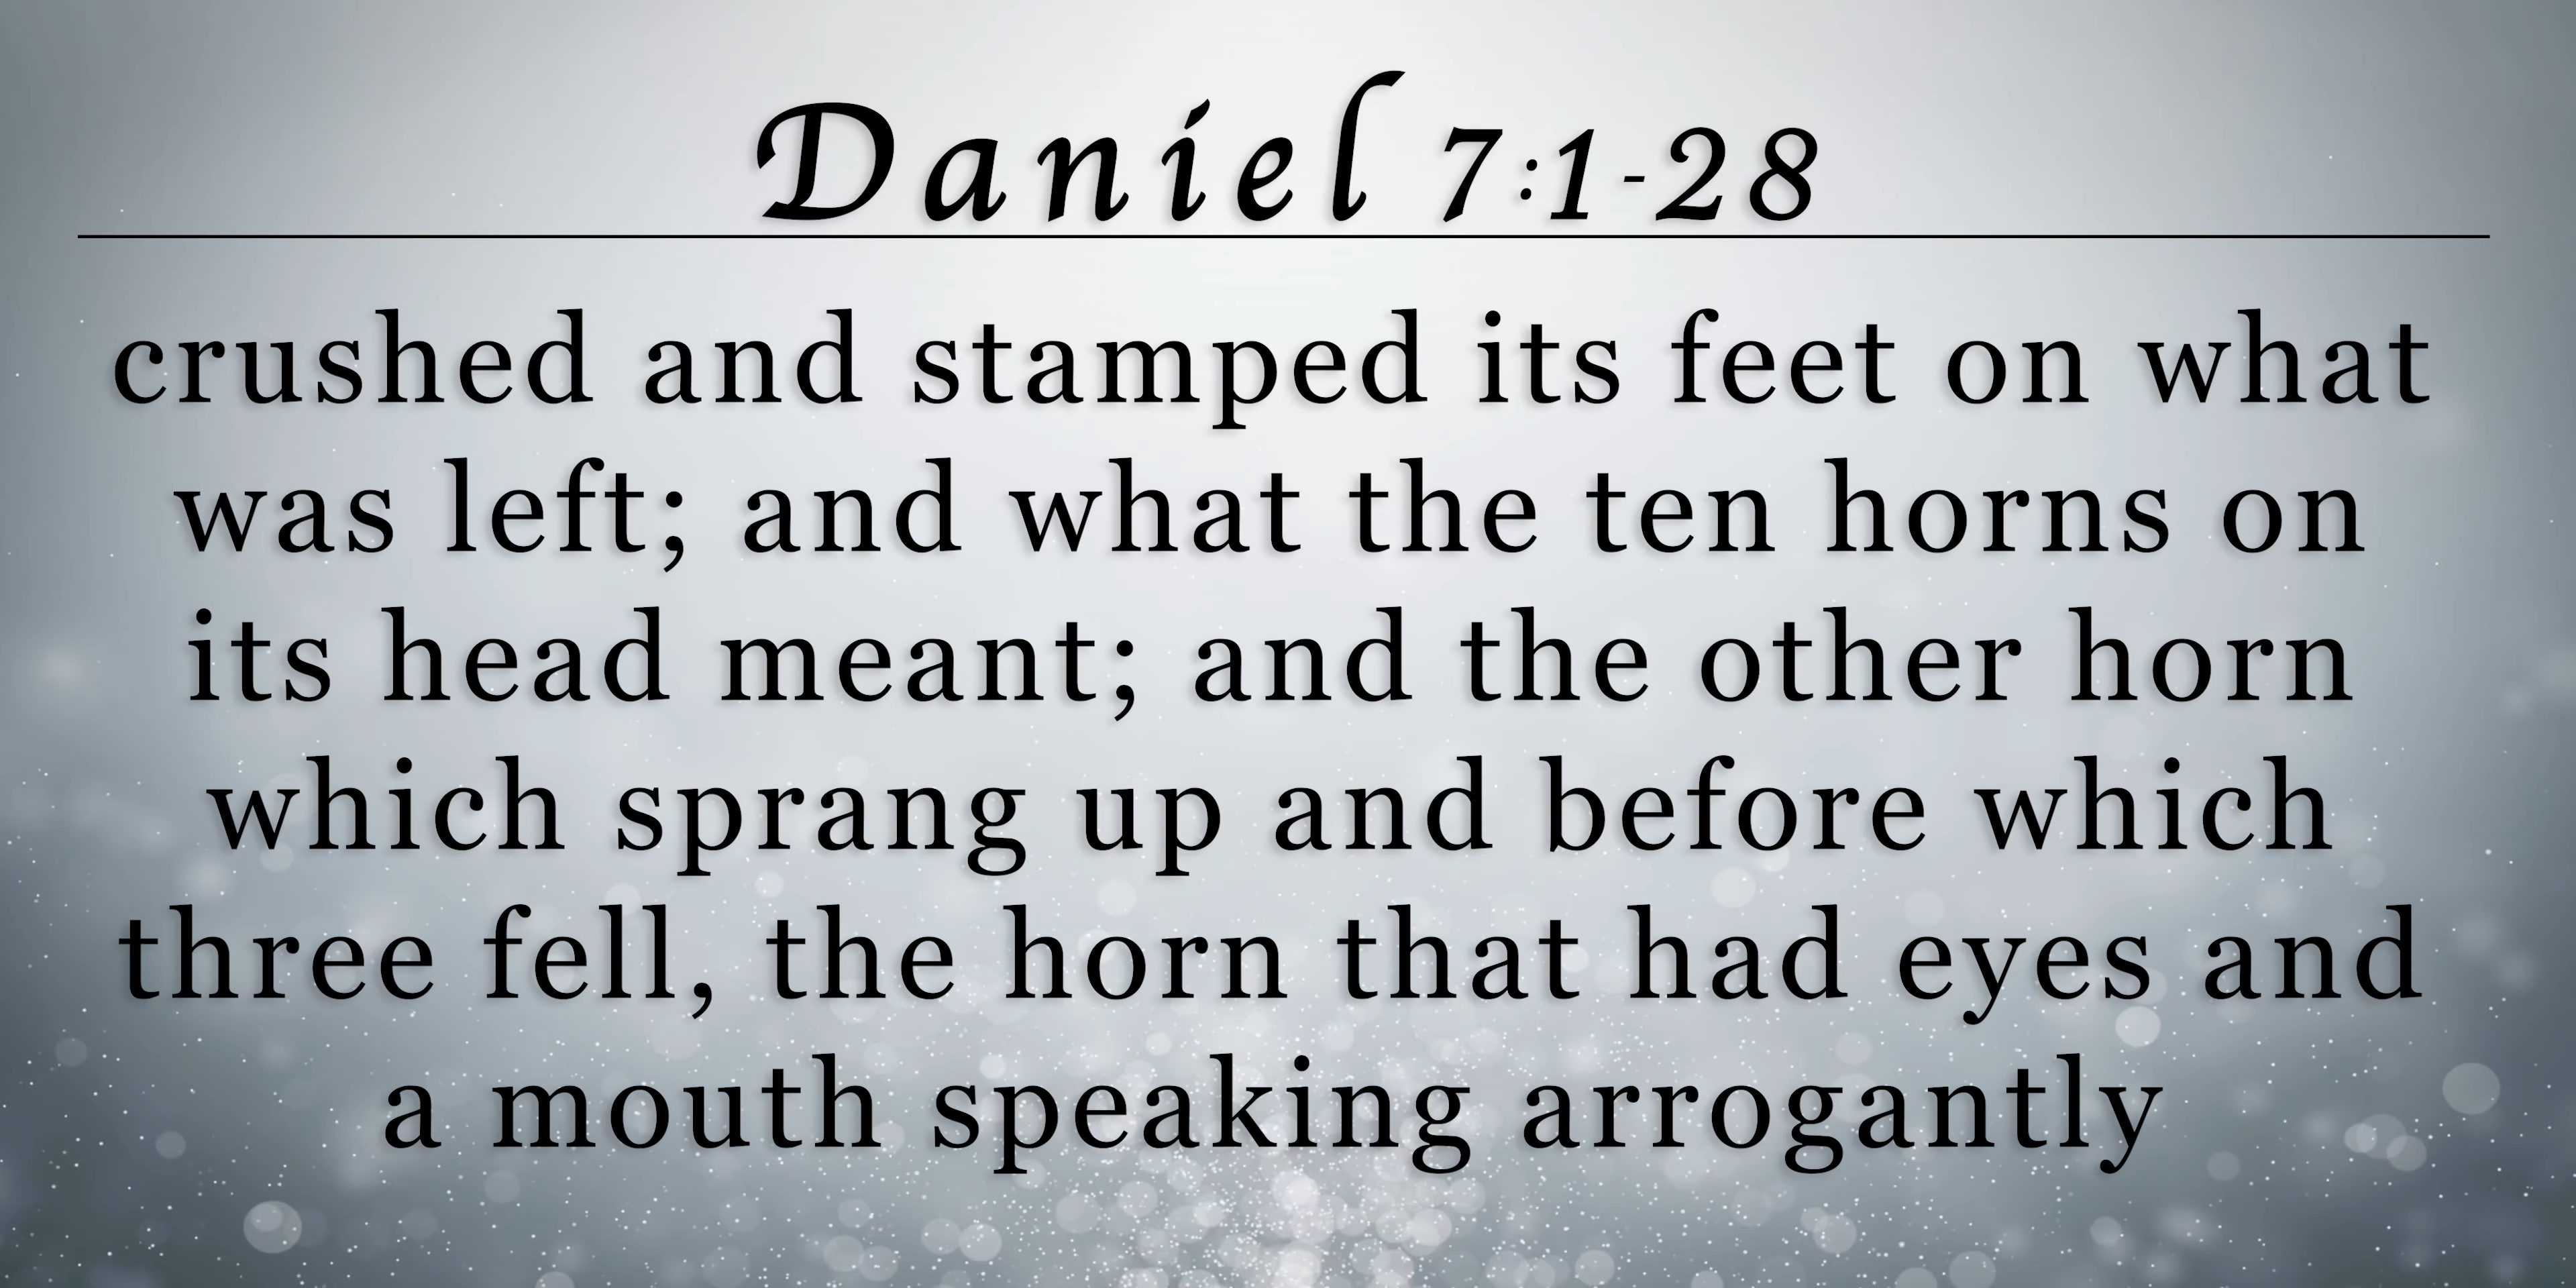 Daniel 7:1-28
crushed and stamped its feet on what
was left; and what the ten horns on
its head meant; and the other horn
which sprang up and before which
three fell, the horn that had eyes and
a mouth speaking arrogantly